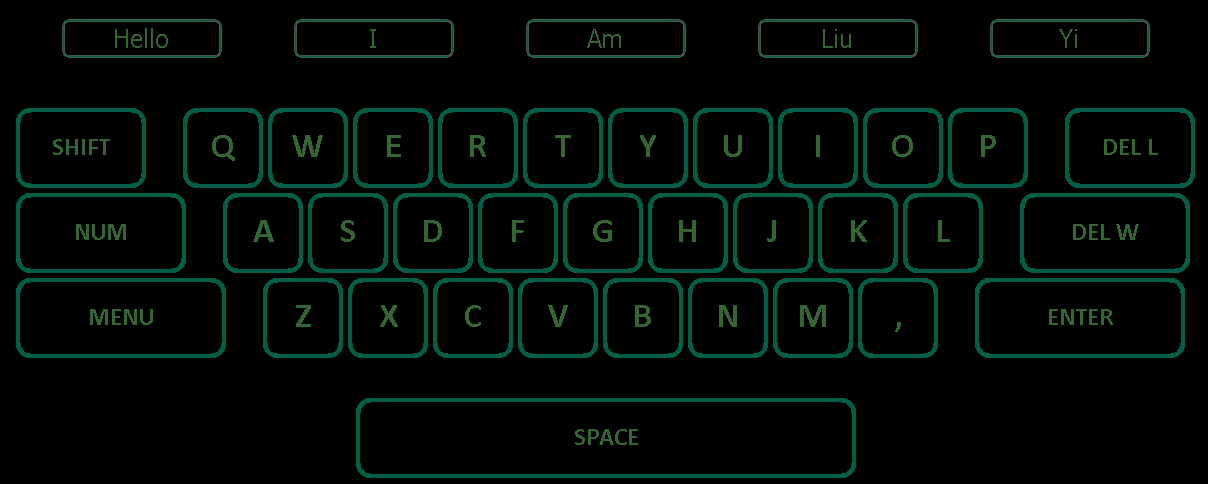 Hello I Am Liu Yi
SHIFT Q W E R T Y U I O P DEL L
NUM A S D F G H J K L DEL W
MENU Z X C V B N M , ENTER
SPACE